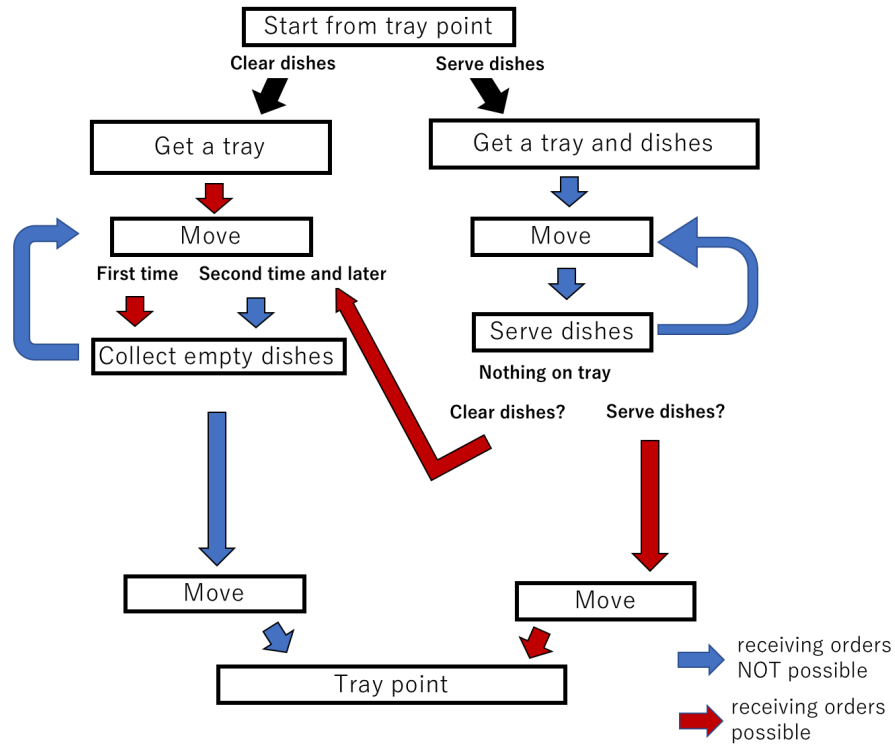 Start from tray point
Clear dishes
Serve dishes
Get a tray
Get a tray and dishes
Move
Move
First time
Second time and later
Serve dishes
Collect empty dishes
Nothing on tray
Clear dishes?
Serve dishes?
Move
Move
Tray point
receiving orders
NOT possible
receiving orders
possible